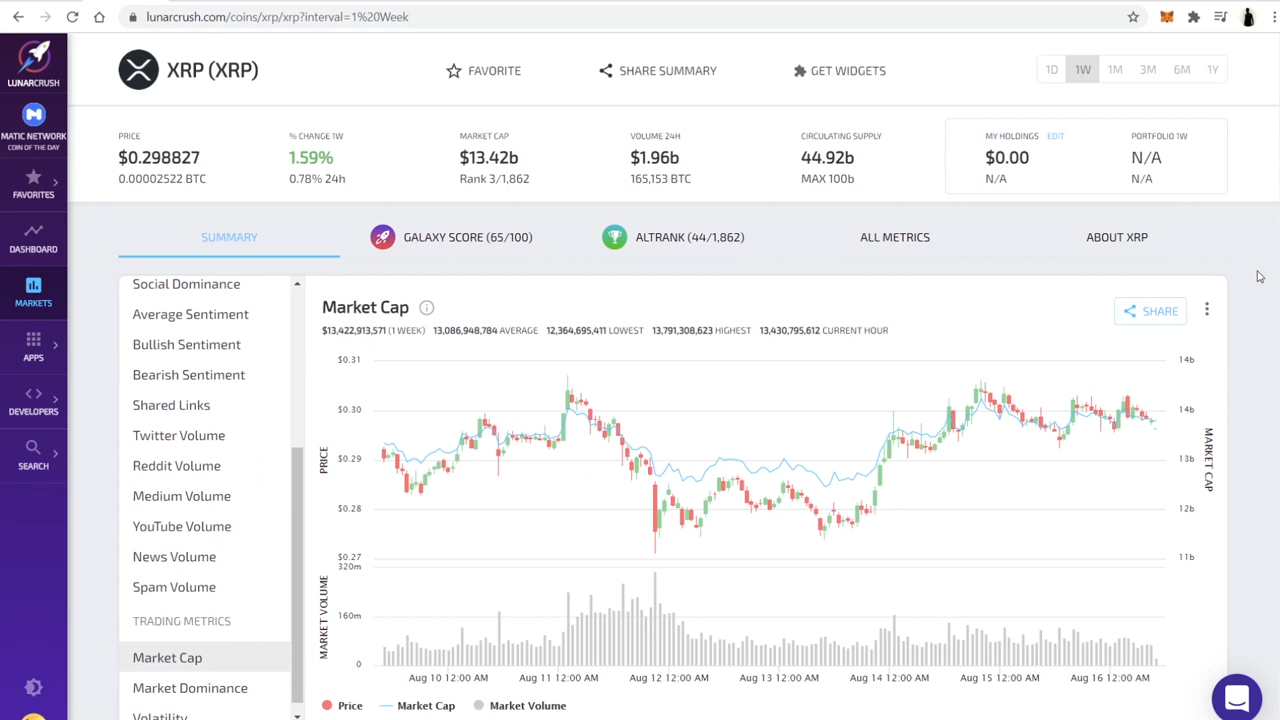 lunarcrush.com/coins/xrp/xrp?interval=1%20Week
LUNARCRUSH
MATIC NETWORK
COIN OF THE DAY
FAVORITES
DASHBOARD
MARKETS
APPS
DEVELOPERS
SEARCH
XRP (XRP)
FAVORITE
SHARE SUMMARY
GET WIDGETS
1D 1W 1M 3M 6M 1Y
PRICE
$0.298827
0.00002522 BTC
% CHANGE 1W
1.59%
0.78% 24h
MARKET CAP
$13.42b
Rank 3/1,862
VOLUME 24H
$1.96b
165,153 BTC
CIRCULATING SUPPLY
44.92b
MAX 100b
MY HOLDINGS EDIT
$0.00
N/A
PORTFOLIO 1W
N/A
N/A
SUMMARY
GALAXY SCORE (65/100)
ALTRANK (44/1,862)
ALL METRICS
ABOUT XRP
Social Dominance
Average Sentiment
Bullish Sentiment
Bearish Sentiment
Shared Links
Twitter Volume
Reddit Volume
Medium Volume
YouTube Volume
News Volume
Spam Volume
TRADING METRICS
Market Cap
Market Dominance
Volatility
Market Cap
SHARE
$13,422,913,571 (1 WEEK) 13,086,948,784 AVERAGE 12,364,695,411 LOWEST 13,791,308,623 HIGHEST 13,430,795,612 CURRENT HOUR
$0.31
$0.30
$0.29
$0.28
$0.27
PRICE
14b
14b
13b
12b
11b
MARKET CAP
320m
160m
0
MARKET VOLUME
Aug 10 12:00 AM Aug 11 12:00 AM Aug 12 12:00 AM Aug 13 12:00 AM Aug 14 12:00 AM Aug 15 12:00 AM Aug 16 12:00 AM
Price Market Cap Market Volume